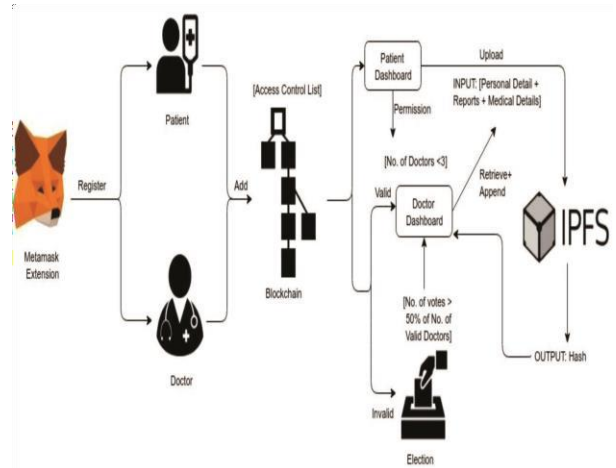 Metamask
Extension
Register
Patient
Doctor
Add
[Access Control List]
Blockchain
Patient
Dashboard
Upload
INPUT: [Personal Detail +
Reports + Medical Details]
Permission
[No. of Doctors <3]
Valid
Doctor
Dashboard
Retrieve+
Append
IPFS
[No. of votes >
50% of No. of
Valid Doctors]
OUTPUT: Hash
Invalid
Election